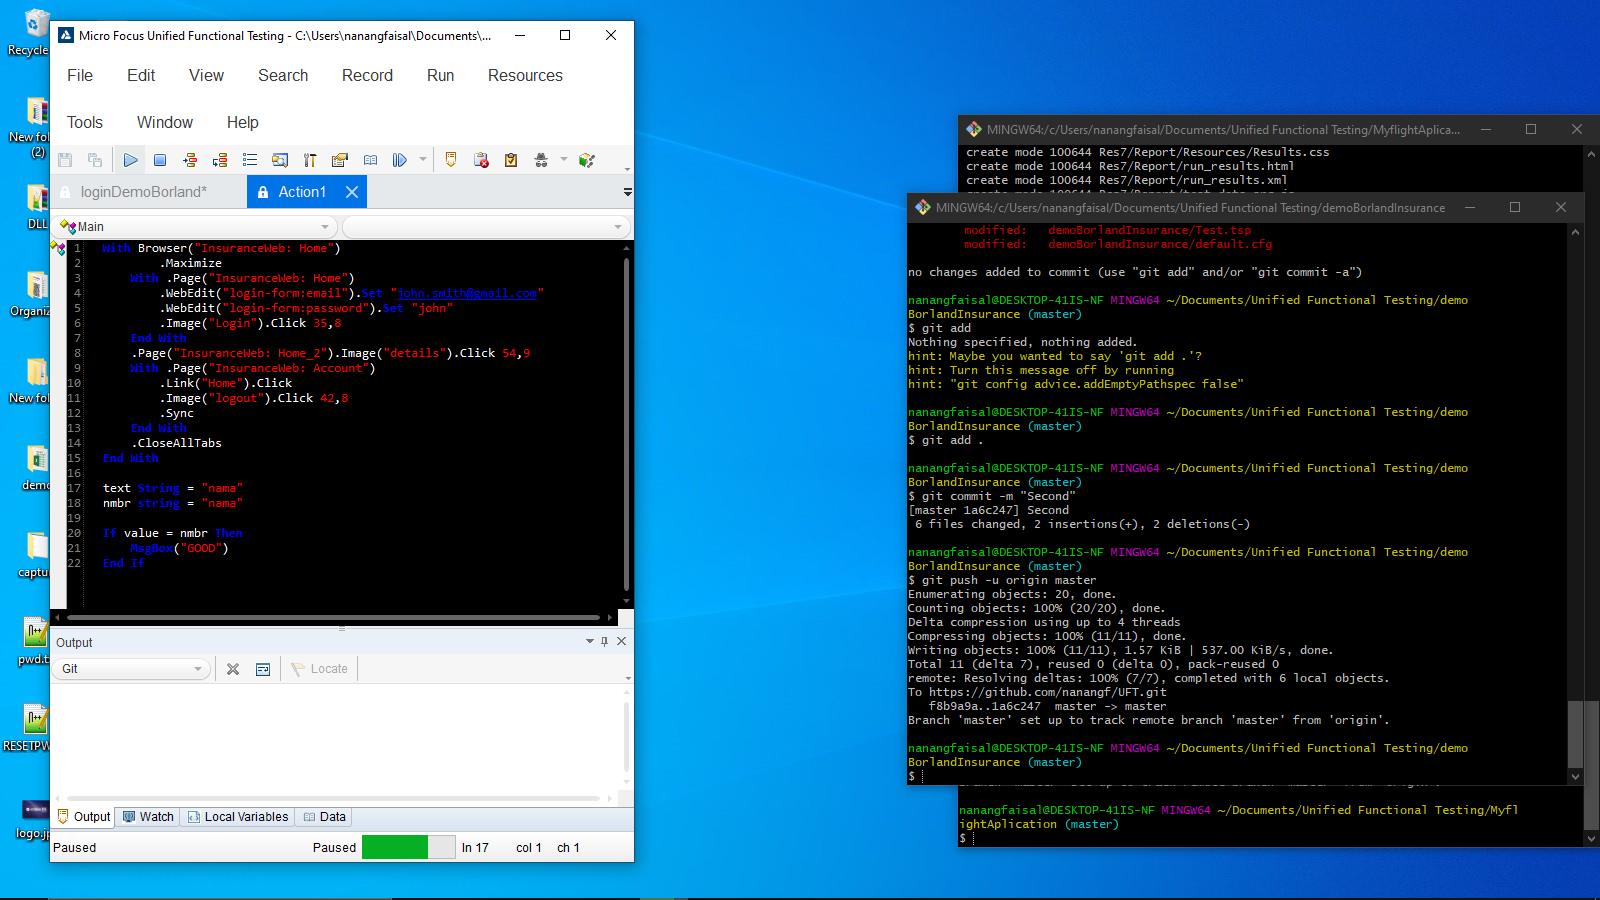 Recycle
New fol
(2)
DLL
Organiz
New fo
demo
captu
pwd.t
RESETPW
logo.jp
Micro Focus Unified Functional Testing - C:\Users\nanangfaisal\Documents\...
File Edit View Search Record Run Resources
Tools Window Help
loginDemoBorland*
Action1
Main
1 With Browser("InsuranceWeb: Home")
2 .Maximize
3 With .Page("InsuranceWeb: Home")
4 .WebEdit("login-form:email").Set "john.smith@gmail.com"
5 .WebEdit("login-form:password").Set "john"
6 .Image("Login").Click 35,8
7 End With
8 .Page("InsuranceWeb: Home_2").Image("details").Click 54,9
9 With .Page("InsuranceWeb: Account")
10 .Link("Home").Click
11 .Image("logout").Click 42,8
12 .Sync
13 End With
14 .CloseAllTabs
15 End With
16
17 text String = "nama"
18 nmbr string = "nama"
19
20 If value = nmbr Then
21 MsgBox("GOOD")
22 End If
Output
Git
Locate
Output Watch Local Variables Data
Paused Paused ln 17 col 1 ch 1
MINGW64:/c/Users/nanangfaisal/Documents/Unified Functional Testing/MyflightAplica...
create mode 100644 Res7/Report/Resources/Results.css
create mode 100644 Res7/Report/run_results.html
create mode 100644 Res7/Report/run_results.xml
MINGW64:/c/Users/nanangfaisal/Documents/Unified Functional Testing/demoBorlandInsurance
modified: demoBorlandInsurance/Test.tsp
modified: demoBorlandInsurance/default.cfg
no changes added to commit (use "git add" and/or "git commit -a")
nanangfaisal@DESKTOP-41IS-NF MINGW64 ~/Documents/Unified Functional Testing/demo
BorlandInsurance (master)
$ git add
Nothing specified, nothing added.
hint: Maybe you wanted to say 'git add .'?
hint: Turn this message off by running
hint: "git config advice.addEmptyPathspec false"
nanangfaisal@DESKTOP-41IS-NF MINGW64 ~/Documents/Unified Functional Testing/demo
BorlandInsurance (master)
$ git add .
nanangfaisal@DESKTOP-41IS-NF MINGW64 ~/Documents/Unified Functional Testing/demo
BorlandInsurance (master)
$ git commit -m "Second"
[master 1a6c247] Second
6 files changed, 2 insertions(+), 2 deletions(-)
nanangfaisal@DESKTOP-41IS-NF MINGW64 ~/Documents/Unified Functional Testing/demo
BorlandInsurance (master)
$ git push -u origin master
Enumerating objects: 20, done.
Counting objects: 100% (20/20), done.
Delta compression using up to 4 threads
Compressing objects: 100% (11/11), done.
Writing objects: 100% (11/11), 1.57 KiB | 537.00 KiB/s, done.
Total 11 (delta 7), reused 0 (delta 0), pack-reused 0
remote: Resolving deltas: 100% (7/7), completed with 6 local objects.
To https://github.com/nanangf/UFT.git
f8b9a9a..1a6c247 master -> master
Branch 'master' set up to track remote branch 'master' from 'origin'.
nanangfaisal@DESKTOP-41IS-NF MINGW64 ~/Documents/Unified Functional Testing/demo
BorlandInsurance (master)
$
nanangfaisal@DESKTOP-41IS-NF MINGW64 ~/Documents/Unified Functional Testing/Myfl
ightAplication (master)
$